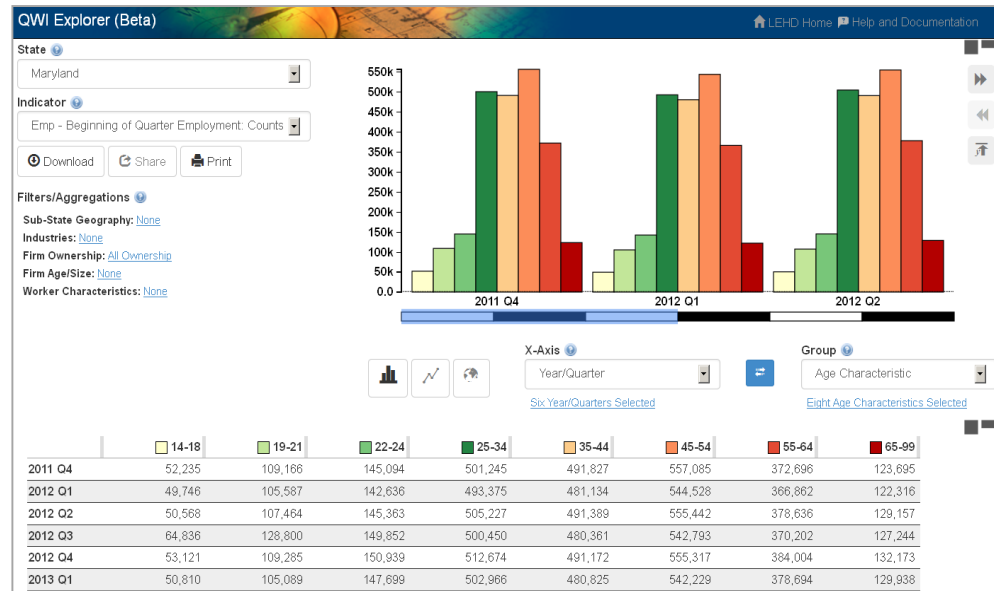 QWI Explorer (Beta)
LEHD Home Help and Documentation
State
Maryland
Indicator
Emp - Beginning of Quarter Employment: Counts
Download Share Print
Filters/Aggregations
Sub-State Geography: None
Industries: None
Firm Ownership: All Ownership
Firm Age/Size: None
Worker Characteristics: None
550k
500k
450k
400k
350k
300k
250k
200k
150k
100k
50k
0.0
2011 Q4 2012 Q1 2012 Q2
X-Axis Group
Year/Quarter Age Characteristic
Six Year/Quarters Selected Eight Age Characteristics Selected
14-18 19-21 22-24 25-34 35-44 45-54 55-64 65-99
2011 Q4 52,235 109,166 145,094 501,245 491,827 557,085 372,696 123,695
2012 Q1 49,746 105,587 142,636 493,375 481,134 544,528 366,862 122,316
2012 Q2 50,568 107,464 145,363 505,227 491,389 555,442 378,636 129,157
2012 Q3 64,836 128,800 149,852 500,450 480,361 542,793 370,202 127,244
2012 Q4 53,121 109,285 150,939 512,674 491,172 555,317 384,004 132,173
2013 Q1 50,810 105,089 147,699 502,966 480,825 542,229 378,694 129,938